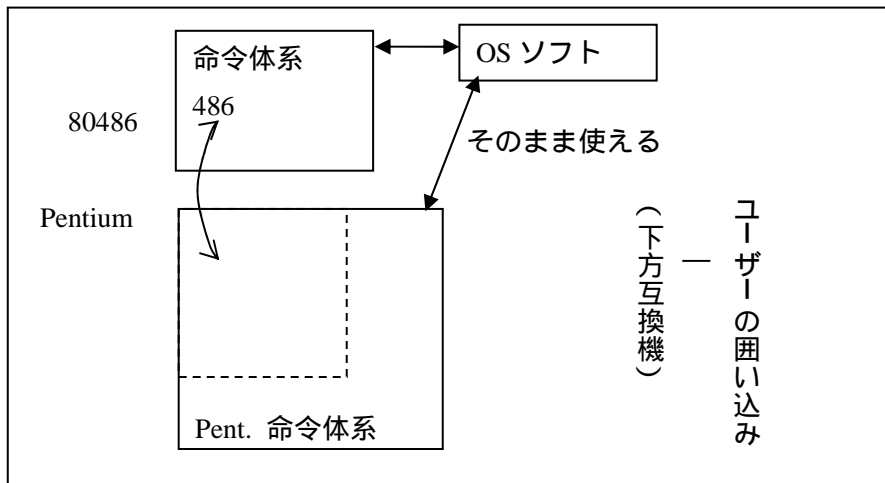 命令体系
486
OS ソフト
80486
そのまま使える
Pentium
ユーザーの囲い込み
―
(下方互換機)
Pent. 命令体系